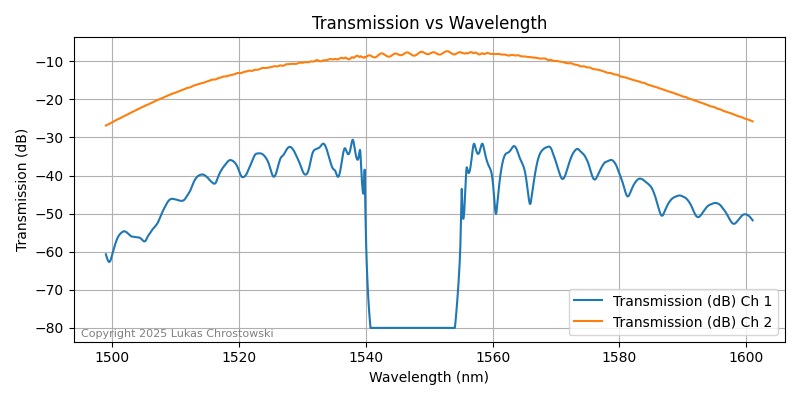 Transmission vs Wavelength
Transmission (dB)
−10
−20
−30
−40
−50
−60
−70
−80
Copyright 2025 Lukas Chrostowski
Transmission (dB) Ch 1
Transmission (dB) Ch 2
1500
1520
1540
1560
1580
1600
Wavelength (nm)